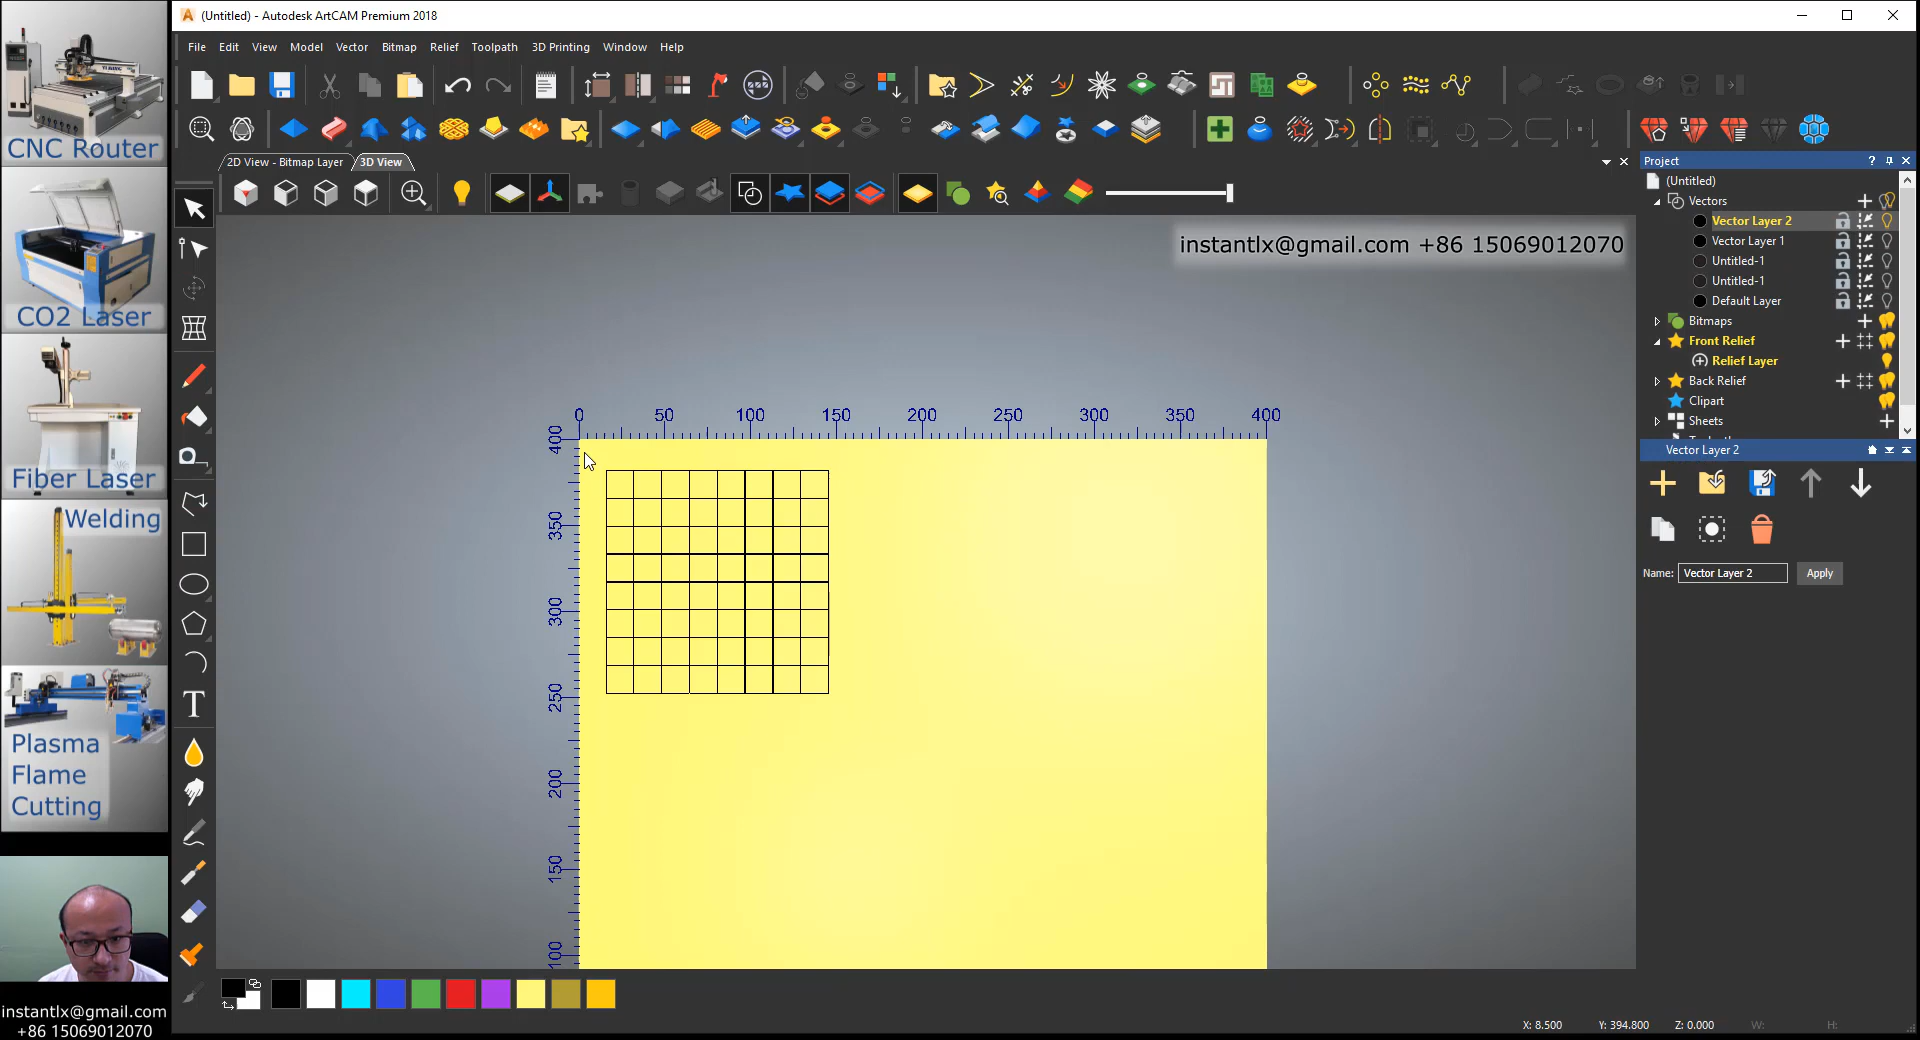 (Untitled) - Autodesk ArtCAM Premium 2018
File Edit View Model Vector Bitmap Relief Toolpath 3D Printing Window Help
CNC Router
CO2 Laser
Fiber Laser
Welding
Plasma
Flame
Cutting
instantlx@gmail.com
+86 15069012070
2D View - Bitmap Layer 3D View
instantlx@gmail.com +86 15069012070
0 50 100 150 200 250 300 350 400
400
350
300
250
200
150
100
Project
(Untitled)
Vectors
Vector Layer 2
Vector Layer 1
Untitled-1
Untitled-1
Default Layer
Bitmaps
Front Relief
Relief Layer
Back Relief
Clipart
Sheets
Vector Layer 2
Name: Vector Layer 2 Apply
X: 8.500 Y: 394.800 Z: 0.000 W: H: